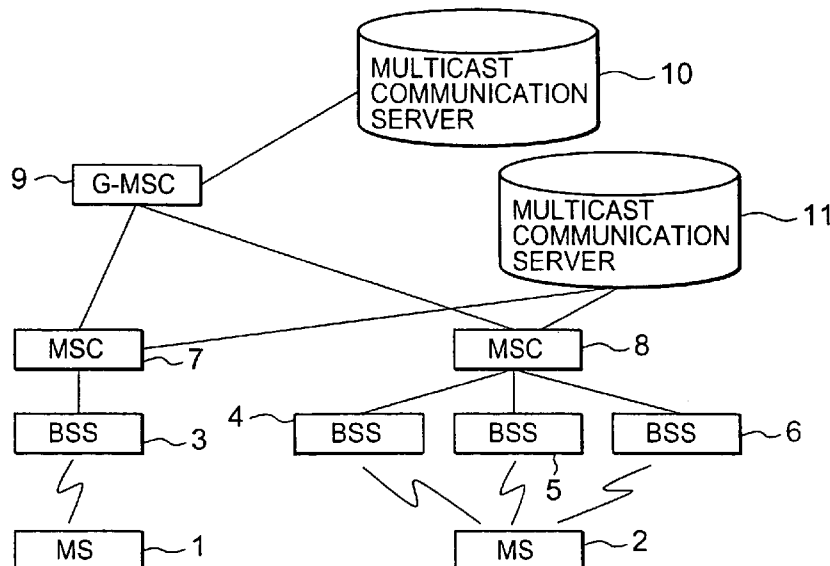 MULTICAST
COMMUNICATION
SERVER
10
9
G-MSC
MULTICAST
COMMUNICATION
SERVER
11
MSC
7
MSC
8
BSS
3
4
BSS
BSS
5
BSS
6
MS
1
MS
2